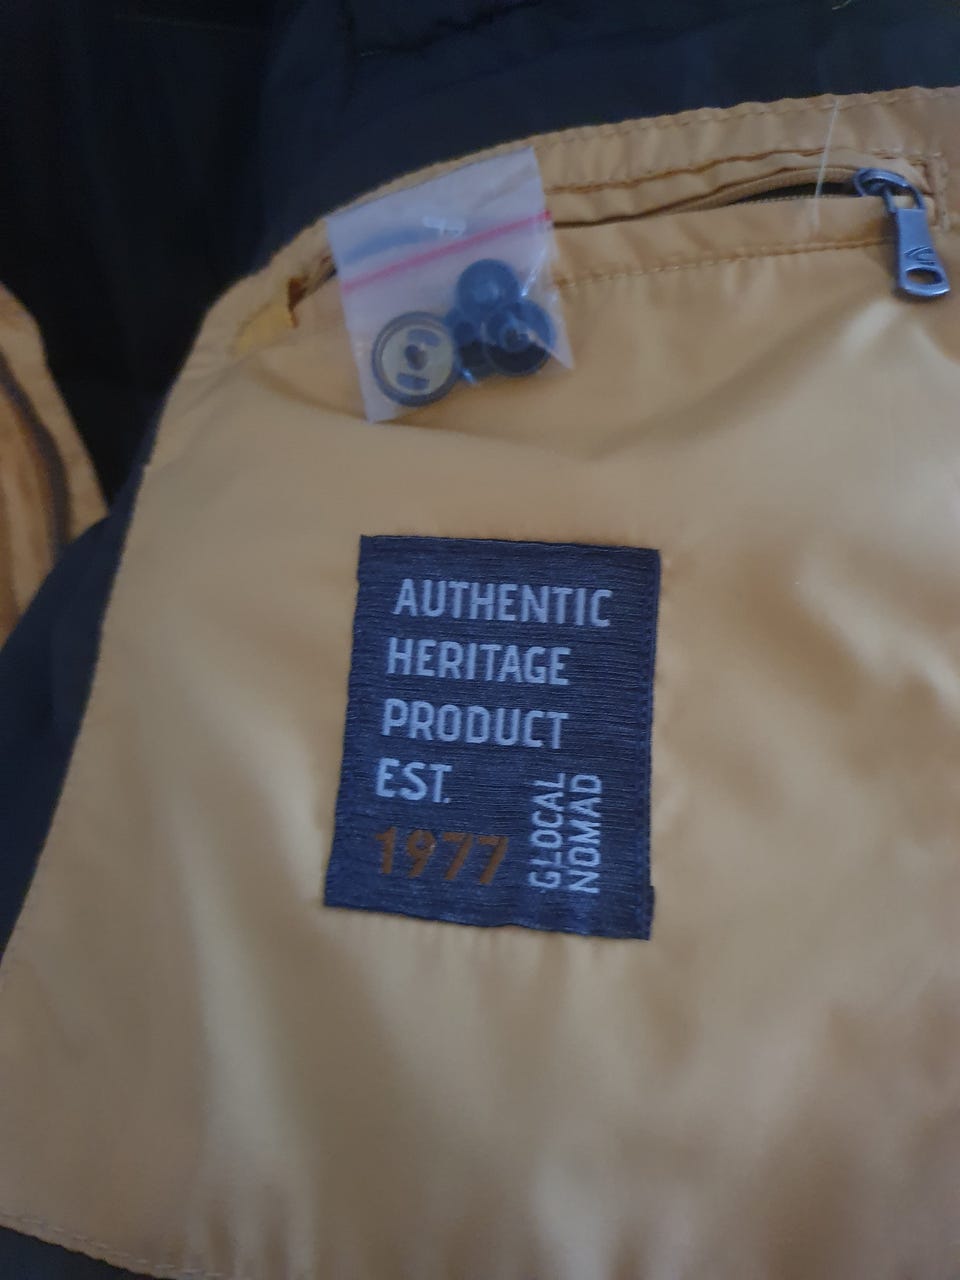 AUTHENTIC
HERITAGE
PRODUCT
EST.
1977
GLOCAL
NOMAD